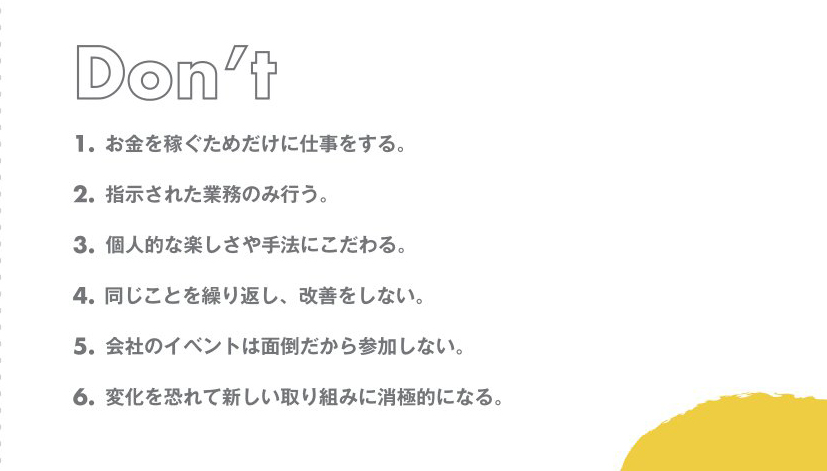 Don't
1. お金を稼ぐためだけに仕事をする。
2. 指示された業務のみ行う。
3. 個人的な楽しさや手法にこだわる。
4. 同じことを繰り返し、改善をしない。
5. 会社のイベントは面倒だから参加しない。
6. 変化を恐れて新しい取り組みに消極的になる。